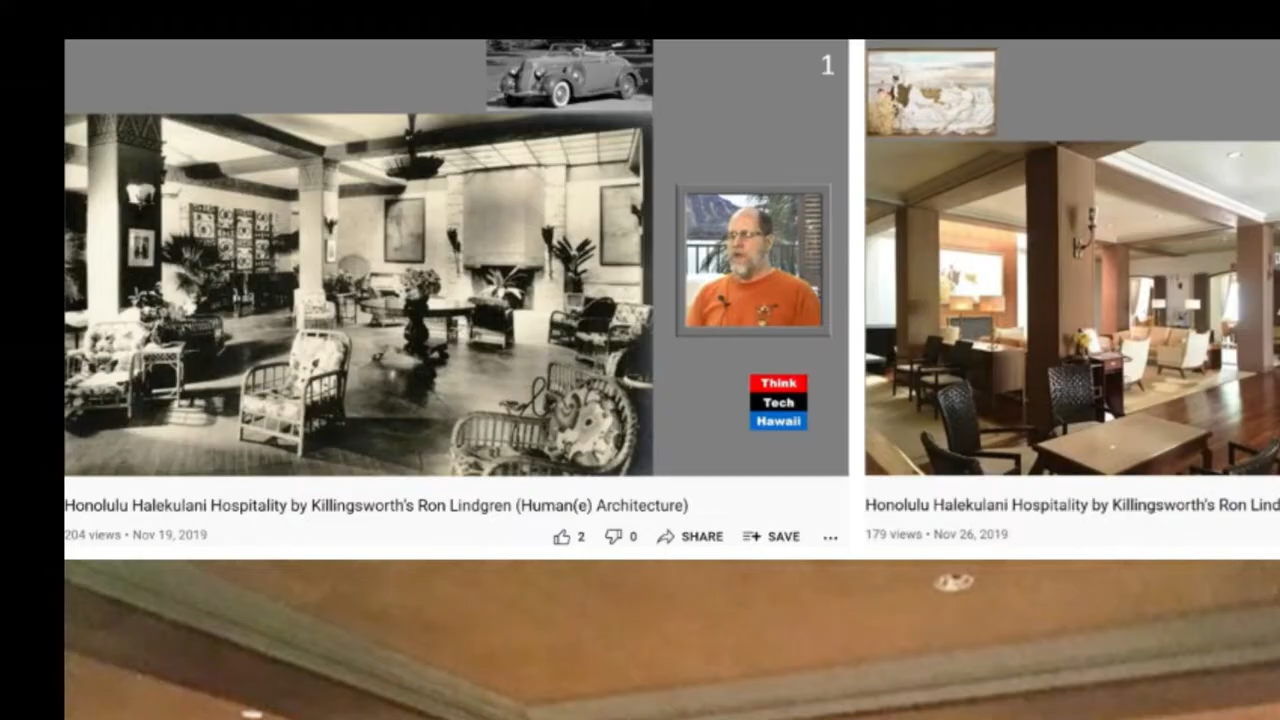 1
Think
Tech
Hawaii
Honolulu Halekulani Hospitality by Killingsworth's Ron Lindgren (Human(e) Architecture)
204 views • Nov 19, 2019
2
0
SHARE
SAVE
Honolulu Halekulani Hospitality by Killingsworth's Ron Lind
179 views • Nov 26, 2019